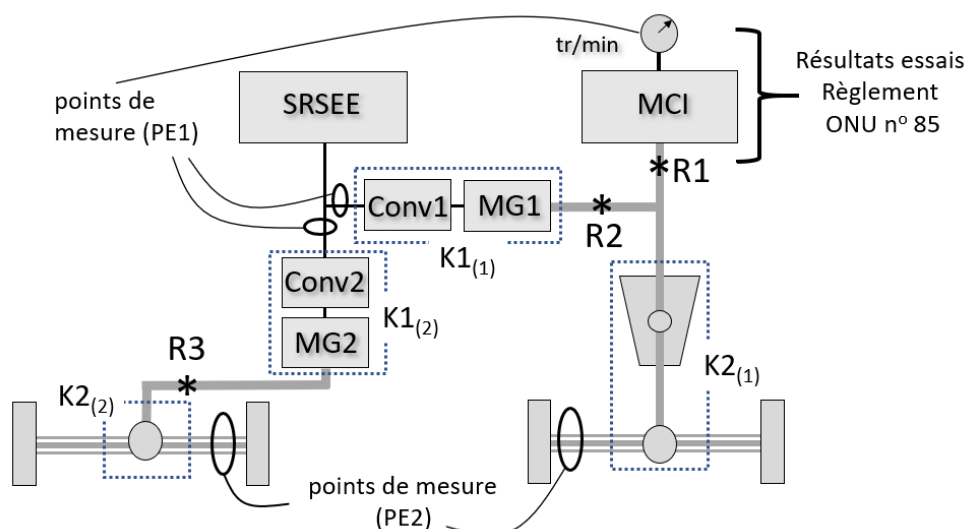 tr/min
Résultats essais
Règlement
ONU nº 85
SRSEE
MCI
points de
mesure (PE1)
R1
Conv1
MG1
R2
K1(1)
Conv2
K1(2)
MG2
R3
K2(1)
K2(2)
points de mesure
(PE2)